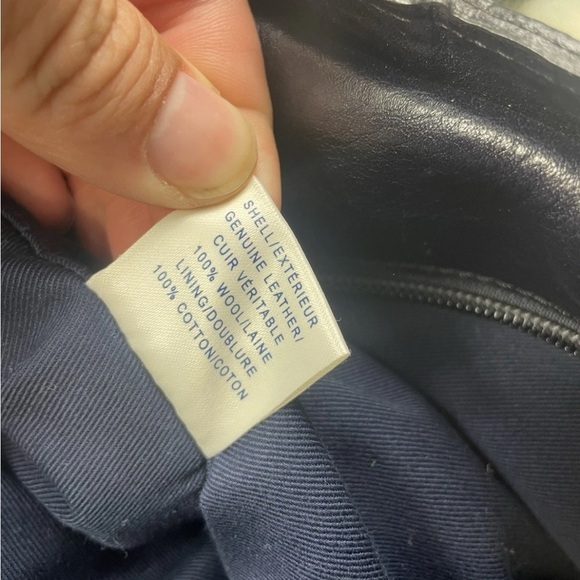 SHELL/EXTÉRIEUR
GENUINE LEATHER/
CUIR VÉRITABLE
100% WOOL/LAINE
LINING/DOUBLURE
100% COTTON/COTON